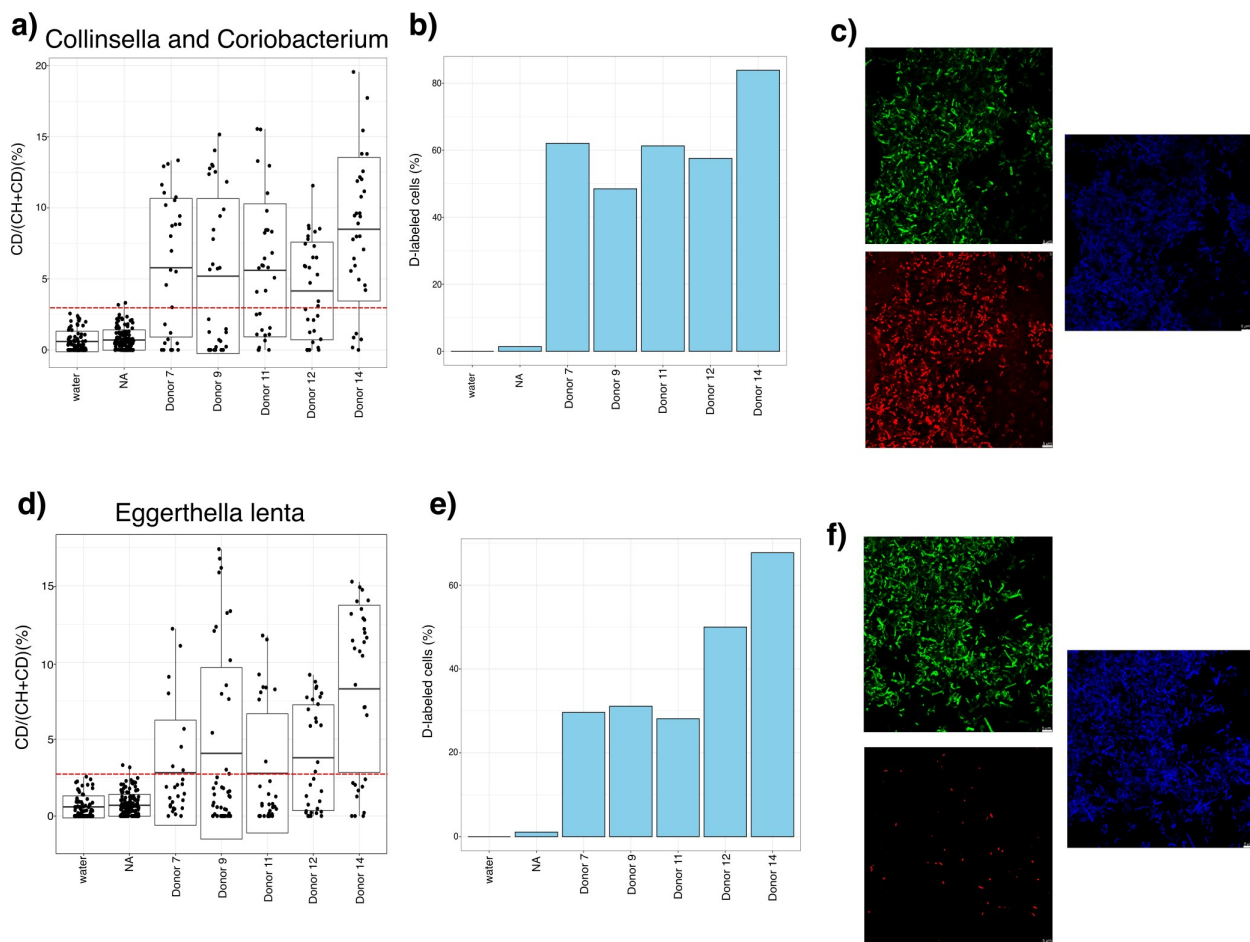 a)
Collinsella and Coriobacterium
CD/(CH+CD)(%)
20
15
10
5
0
water
NA
Donor 7
Donor 9
Donor 11
Donor 12
Donor 14
b)
D-labeled cells (%)
80
60
40
20
0
water
NA
Donor 7
Donor 9
Donor 11
Donor 12
Donor 14
c)
d)
Eggerthella lenta
CD/(CH+CD)(%)
15
10
5
0
water
NA
Donor 7
Donor 9
Donor 11
Donor 12
Donor 14
e)
D-labeled cells (%)
60
40
20
0
water
NA
Donor 7
Donor 9
Donor 11
Donor 12
Donor 14
f)